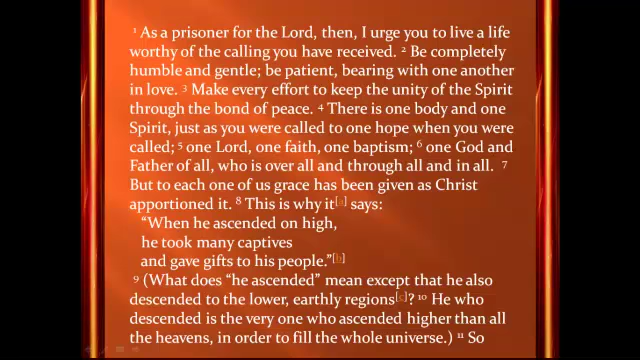 1 As a prisoner for the Lord, then, I urge you to live a life
worthy of the calling you have received. 2 Be completely
humble and gentle; be patient, bearing with one another
in love. 3 Make every effort to keep the unity of the Spirit
through the bond of peace. 4 There is one body and one
Spirit, just as you were called to one hope when you were
called; 5 one Lord, one faith, one baptism; 6 one God and
Father of all, who is over all and through all and in all. 7
But to each one of us grace has been given as Christ
apportioned it. 8 This is why it[a] says:
“When he ascended on high,
he took many captives
and gave gifts to his people.”[b]
9 (What does “he ascended” mean except that he also
descended to the lower, earthly regions[c]? 10 He who
descended is the very one who ascended higher than all
the heavens, in order to fill the whole universe.) 11 So